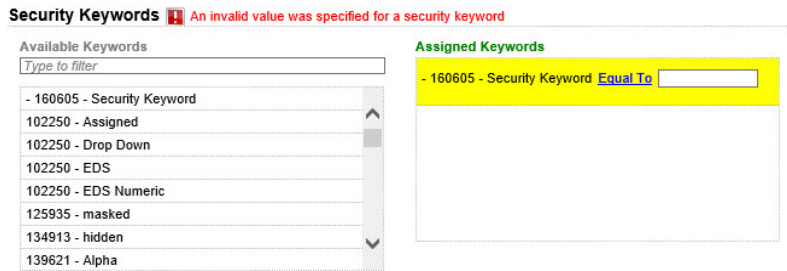 Security Keywords ! An invalid value was specified for a security keyword
Available Keywords
Type to filter
- 160605 - Security Keyword
102250 - Assigned
102250 - Drop Down
102250 - EDS
102250 - EDS Numeric
125935 - masked
134913 - hidden
139621 - Alpha
Assigned Keywords
- 160605 - Security Keyword Equal To